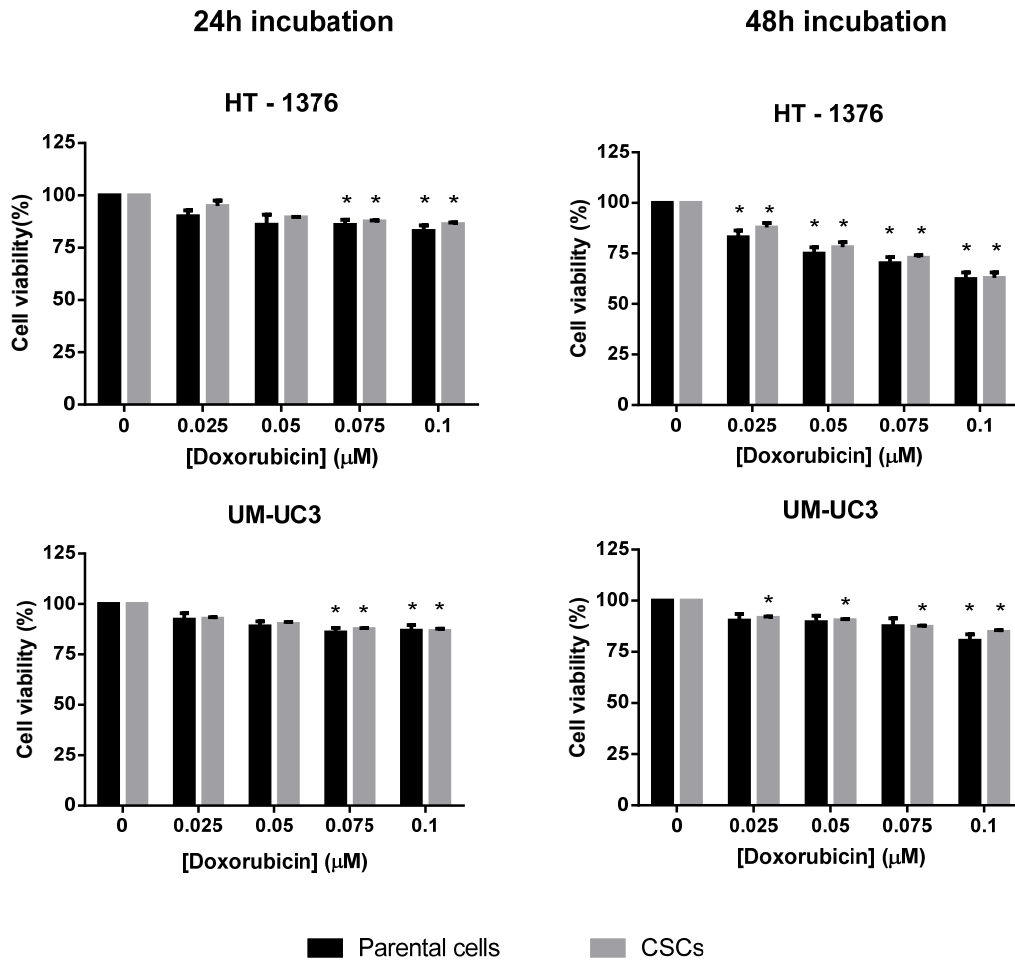 24h incubation
48h incubation
HT - 1376
125
100
75
50
25
0
Cell viability(%)
* * * *
0 0.025 0.05 0.075 0.1
[Doxorubicin] (μM)
HT - 1376
125
100
75
50
25
0
Cell viability (%)
* * * * * * * *
0 0.025 0.05 0.075 0.1
[Doxorubicin] (μM)
UM-UC3
125
100
75
50
25
0
Cell viability (%)
* * * *
0 0.025 0.05 0.075 0.1
[Doxorubicin] (μM)
UM-UC3
125
100
75
50
25
0
Cell viability (%)
* * * * *
0 0.025 0.05 0.075 0.1
[Doxorubicin] (μM)
Parental cells CSCs